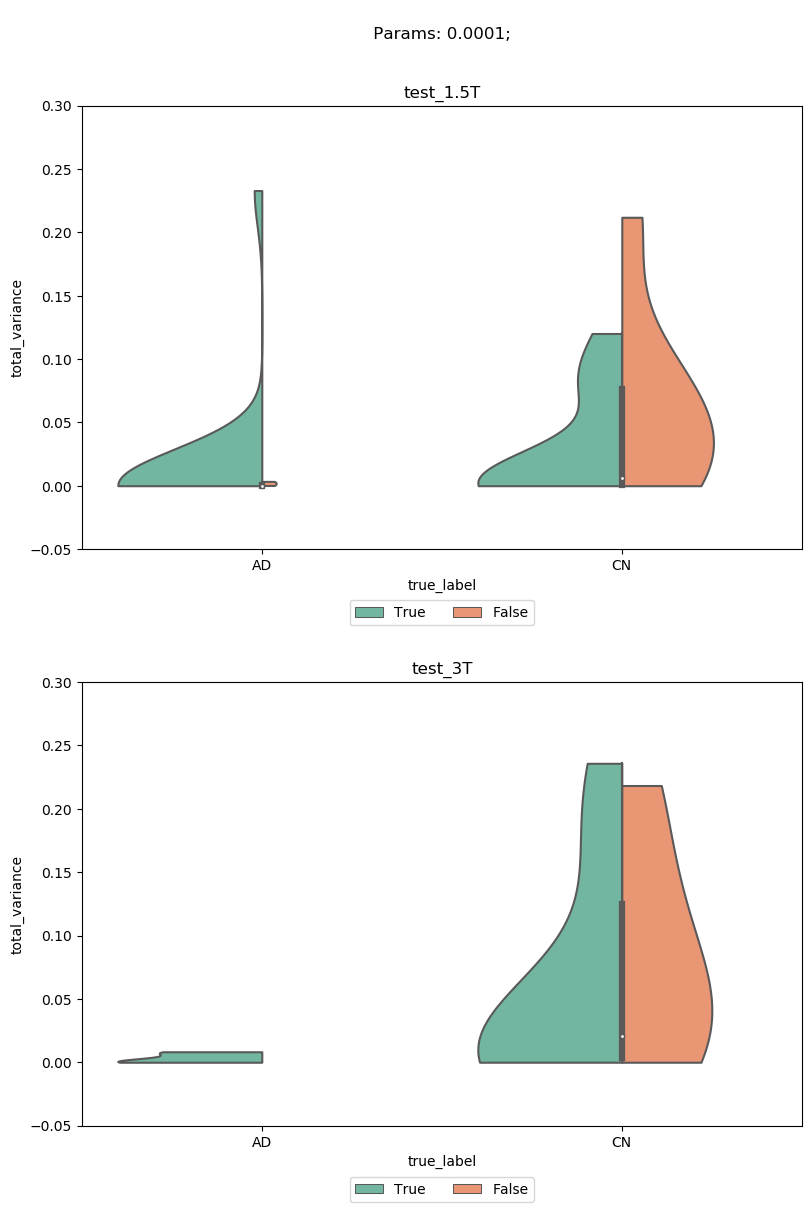 Params: 0.0001;
test_1.5T
0.30
0.25
0.20
0.15
0.10
0.05
0.00
−0.05
total_variance
AD CN
true_label
True False
test_3T
0.30
0.25
0.20
0.15
0.10
0.05
0.00
−0.05
total_variance
AD CN
true_label
True False